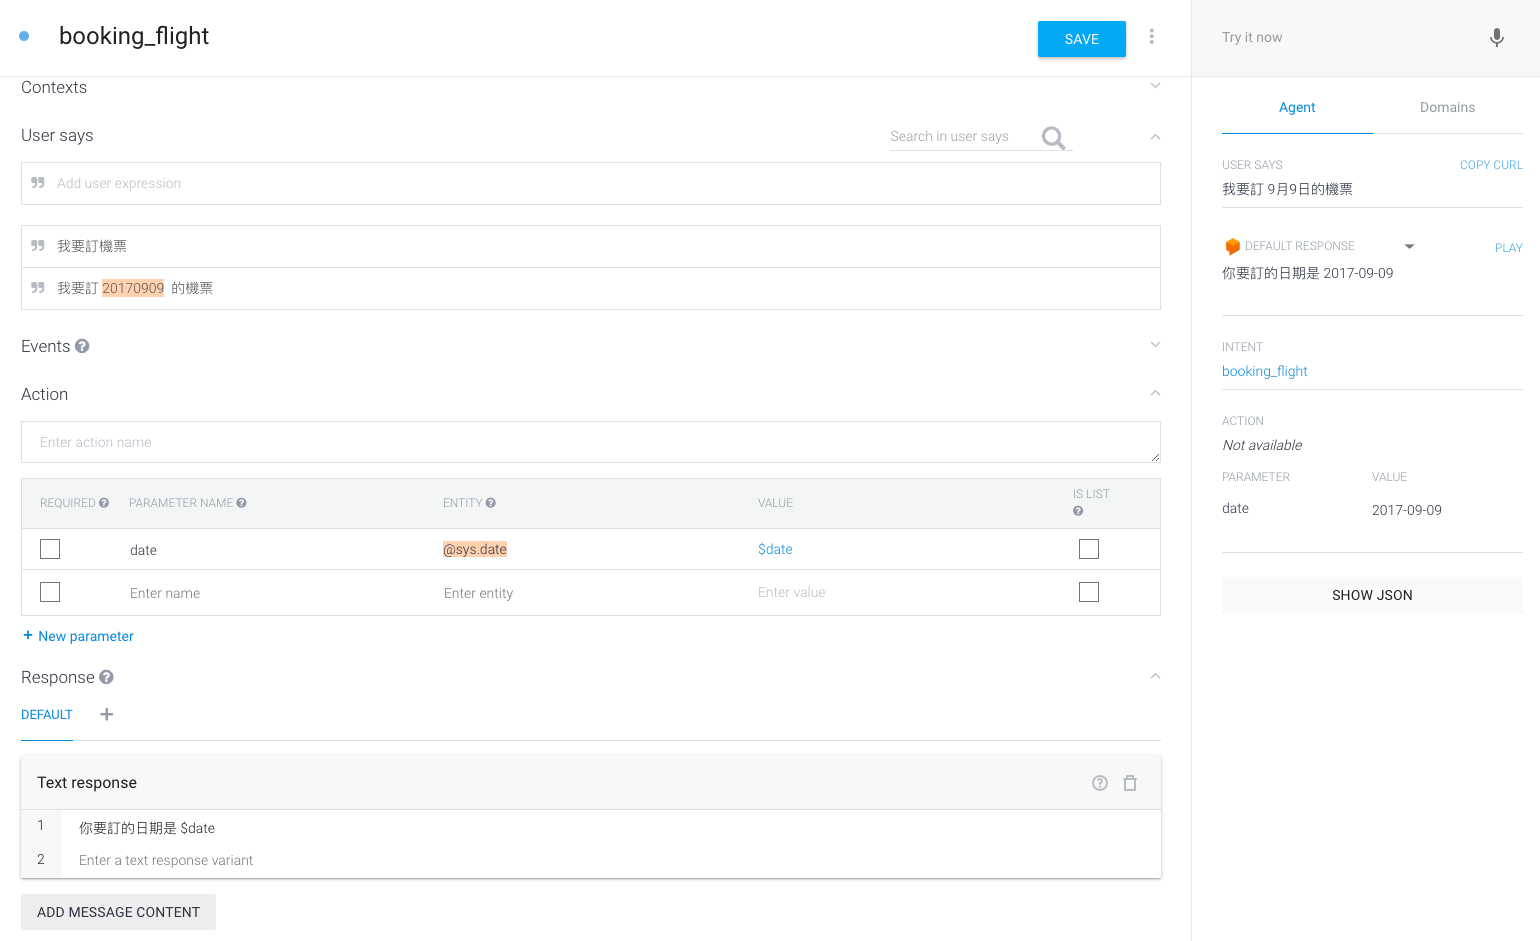 booking_flight
SAVE
Contexts
User says
Search in user says
Add user expression
我要訂機票
我要訂 20170909 的機票
Events
Action
Enter action name
REQUIRED PARAMETER NAME ENTITY VALUE IS LIST
date @sys.date $date
Enter name Enter entity Enter value
+ New parameter
Response
DEFAULT +
Text response
1 你要訂的日期是 $date
2 Enter a text response variant
ADD MESSAGE CONTENT
Try it now
Agent Domains
USER SAYS COPY CURL
我要訂 9月9日的機票
DEFAULT RESPONSE PLAY
你要訂的日期是 2017-09-09
INTENT
booking_flight
ACTION
Not available
PARAMETER VALUE
date 2017-09-09
SHOW JSON